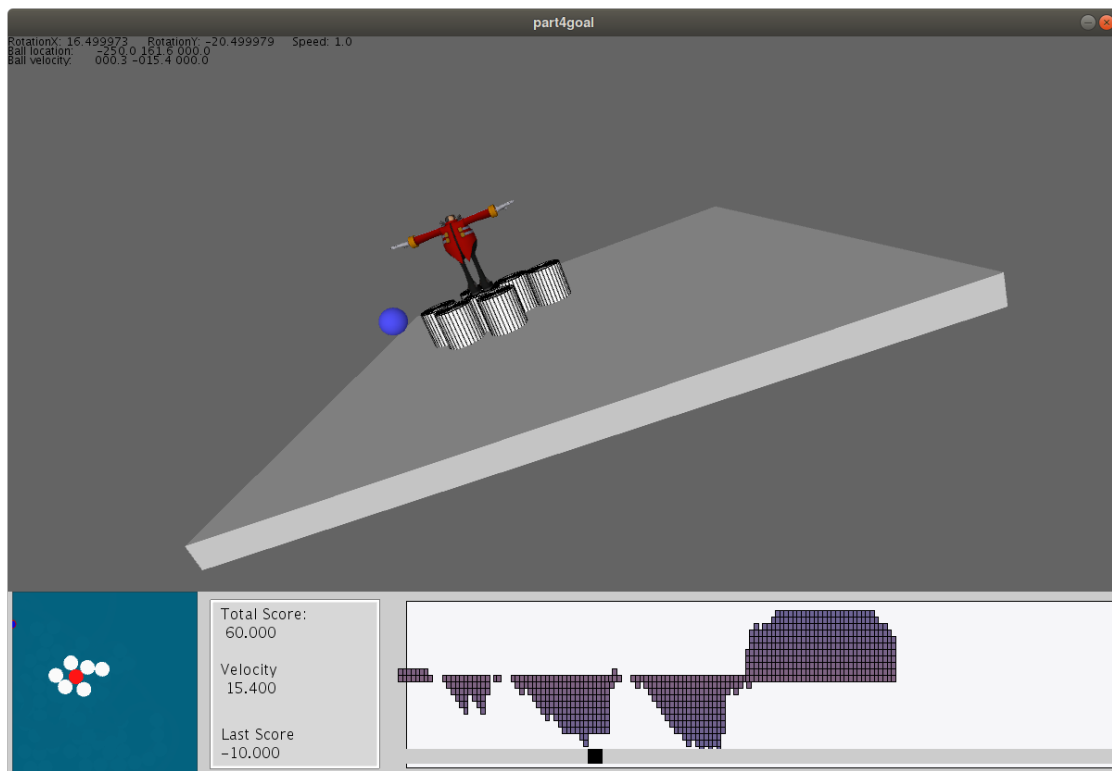 part4goal
RotationX: 16.499973 RotationY: -20.499979 Speed: 1.0
Ball location: -250.0 161.6 000.0
Ball velocity: 000.3 -015.4 000.0
Total Score:
60.000
Velocity
15.400
Last Score
-10.000